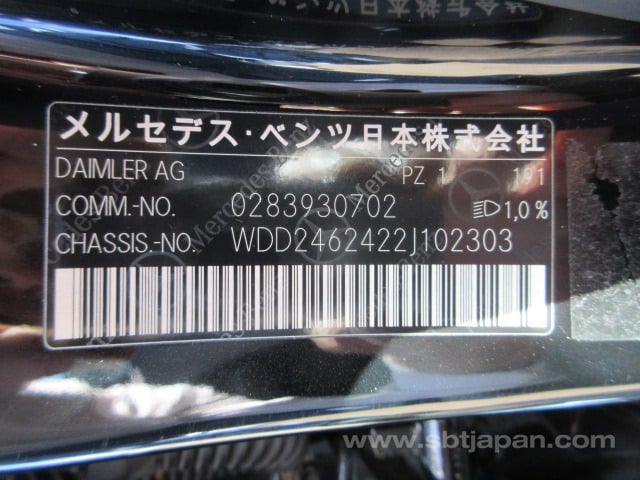 メルセデス・ベンツ日本株式会社
DAIMLER AG PZ 1 191
COMM.-NO. 0283930702 1,0%
CHASSIS.-NO. WDD2462422J102303
www.sbtjapan.com